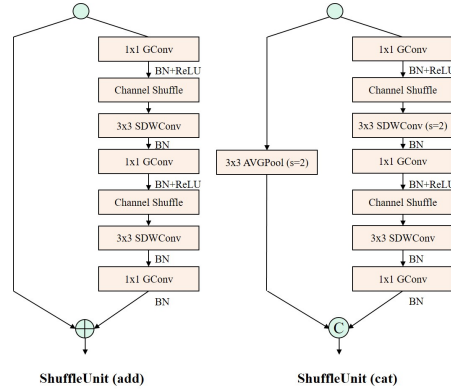 1x1 GConv
BN+ReLU
Channel Shuffle
3x3 SDWConv
BN
1x1 GConv
BN+ReLU
Channel Shuffle
3x3 SDWConv
BN
1x1 GConv
BN
ShuffleUnit (add)
1x1 GConv
BN+ReLU
Channel Shuffle
3x3 SDWConv (s=2)
BN
3x3 AVGPool (s=2)
1x1 GConv
BN+ReLU
Channel Shuffle
3x3 SDWConv
BN
1x1 GConv
BN
C
ShuffleUnit (cat)